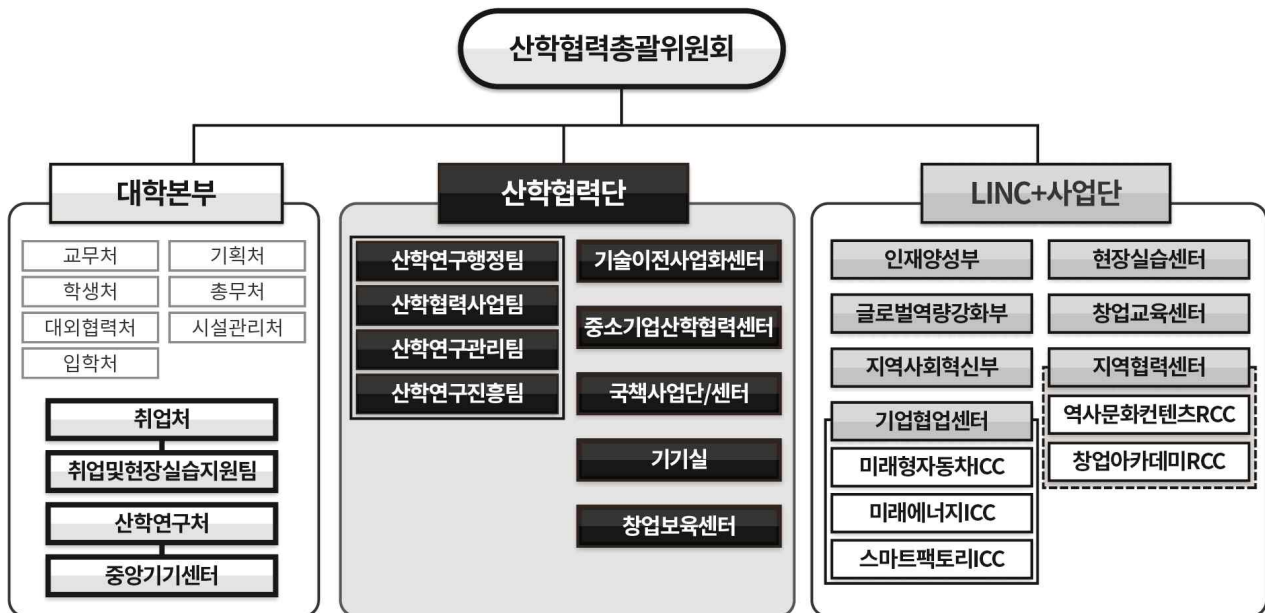 산학협력총괄위원회
대학본부
교무처
기획처
학생처
총무처
대외협력처
시설관리처
입학처
취업처
취업및현장실습지원팀
산학연구처
중앙기기센터
산학협력단
산학연구행정팀
산학협력사업팀
산학연구관리팀
산학연구진흥팀
기술이전사업화센터
중소기업산학협력센터
국책사업단/센터
기기실
창업보육센터
LINC+사업단
인재양성부
글로벌역량강화부
지역사회혁신부
기업협업센터
미래형자동차ICC
미래에너지ICC
스마트팩토리ICC
현장실습센터
창업교육센터
지역협력센터
역사문화컨텐츠RCC
창업아카데미RCC